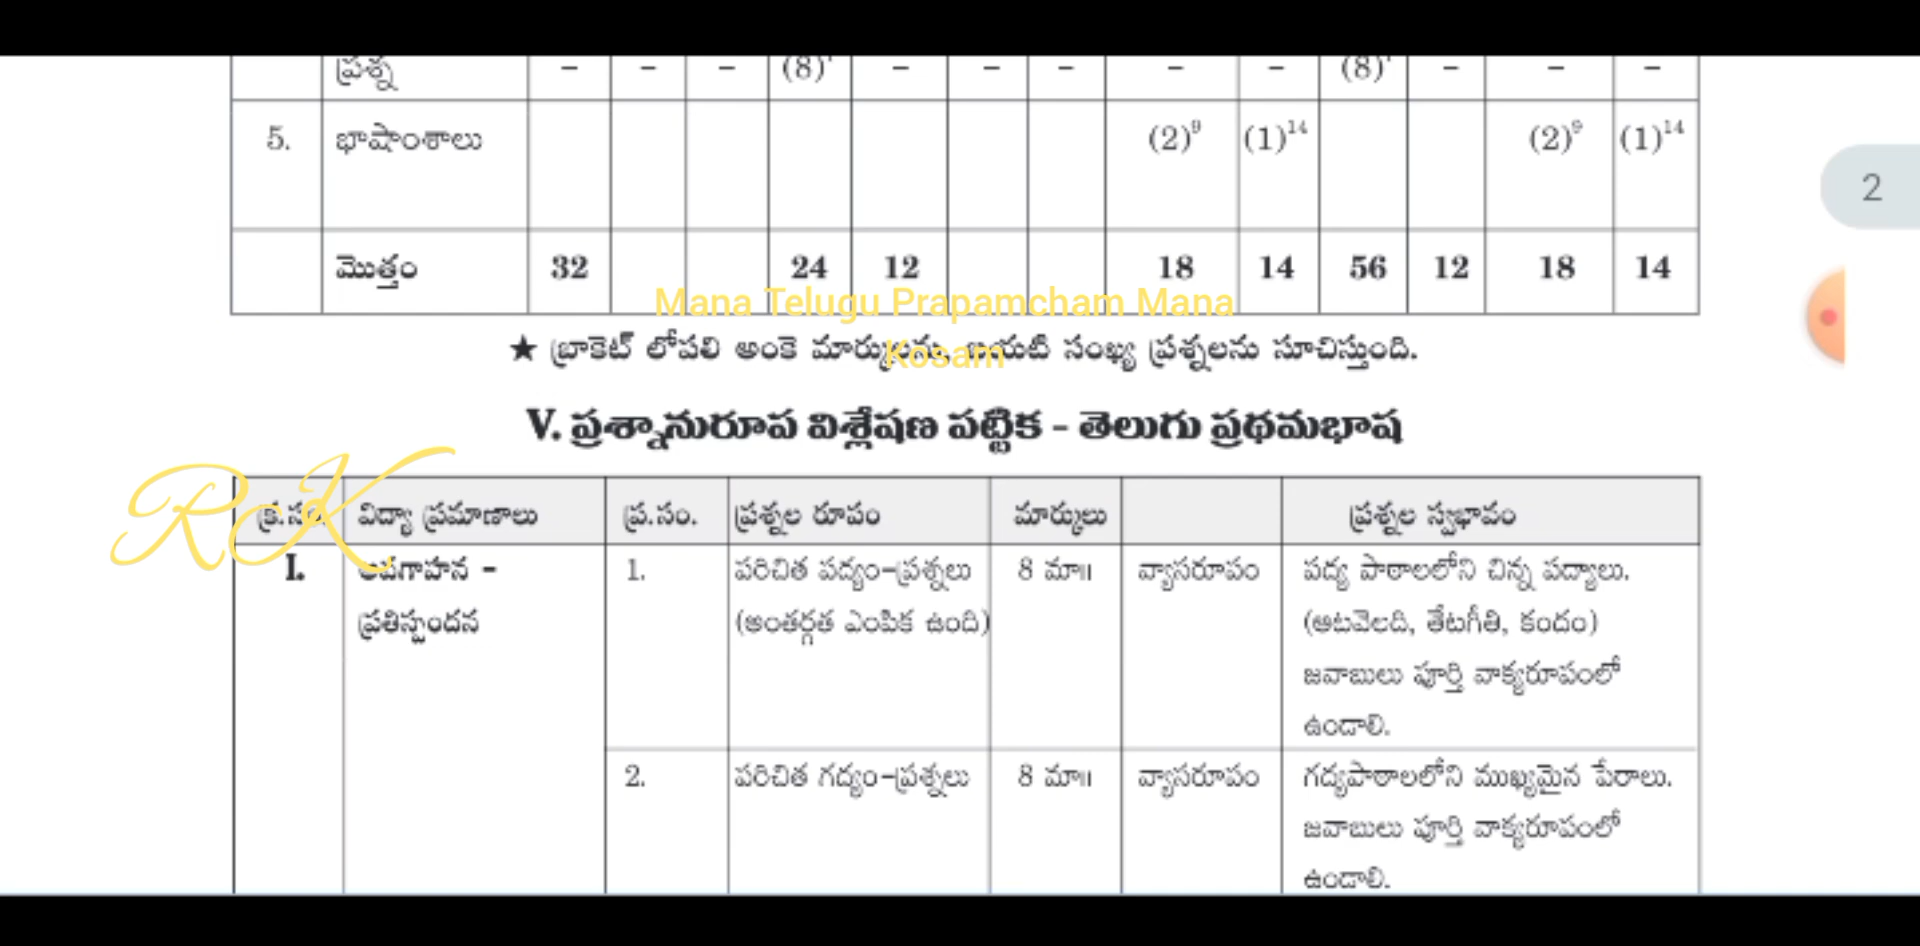 ప్రశ్న – – – (8)¹ – – – – – (8)¹ – – –
5. భాషాంశాలు (2)⁹ (1)¹⁴ (2)⁹ (1)¹⁴
2
మొత్తం 32 24 12 18 14 56 12 18 14
Mana Telugu Prapamcham Mana
Kosam
★ బ్రాకెట్ లోపలి అంకె మార్కులను బయటి సంఖ్య ప్రశ్నలను సూచిస్తుంది.
V. ప్రశ్నానురూప విశ్లేషణ పట్టిక - తెలుగు ప్రథమభాష
RcK
క్ర.సం. విద్యా ప్రమాణాలు ప్ర.సం. ప్రశ్నల రూపం మార్కులు ప్రశ్నల స్వభావం
I. అవగాహన - 1. పరిచిత పద్యం-ప్రశ్నలు 8 మా॥ వ్యాసరూపం పద్య పాఠాలలోని చిన్న పద్యాలు.
ప్రతిస్పందన (అంతర్గత ఎంపిక ఉంది) (ఆటవెలది, తేటగీతి, కందం)
జవాబులు పూర్తి వాక్యరూపంలో
ఉండాలి.
2. పరిచిత గద్యం-ప్రశ్నలు 8 మా॥ వ్యాసరూపం గద్యపాఠాలలోని ముఖ్యమైన పేరాలు.
జవాబులు పూర్తి వాక్యరూపంలో
ఉండాలి.